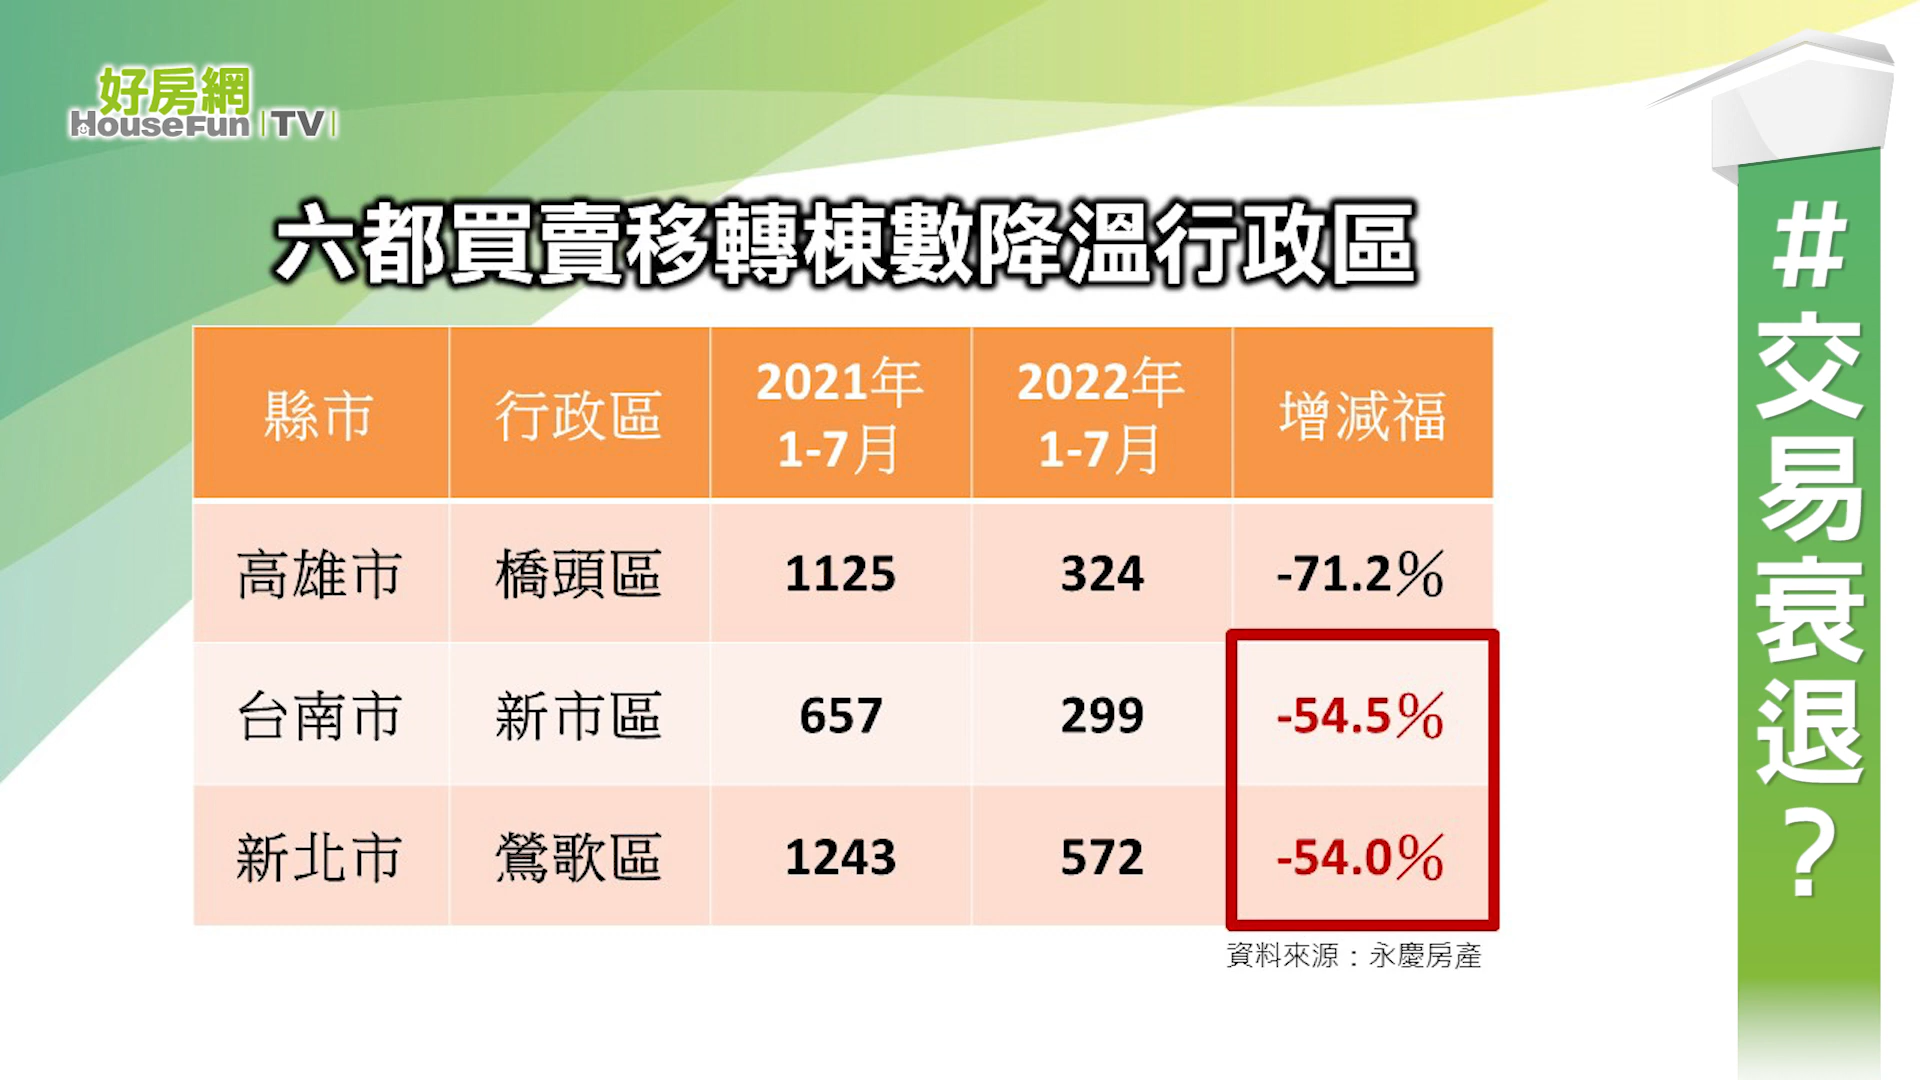 好房網
HouseFun TV
六都買賣移轉棟數降溫行政區
縣市 行政區 2021年 1-7月 2022年 1-7月 增減福
高雄市 橋頭區 1125 324 -71.2%
台南市 新市區 657 299 -54.5%
新北市 鶯歌區 1243 572 -54.0%
資料來源：永慶房產
#交易衰退？